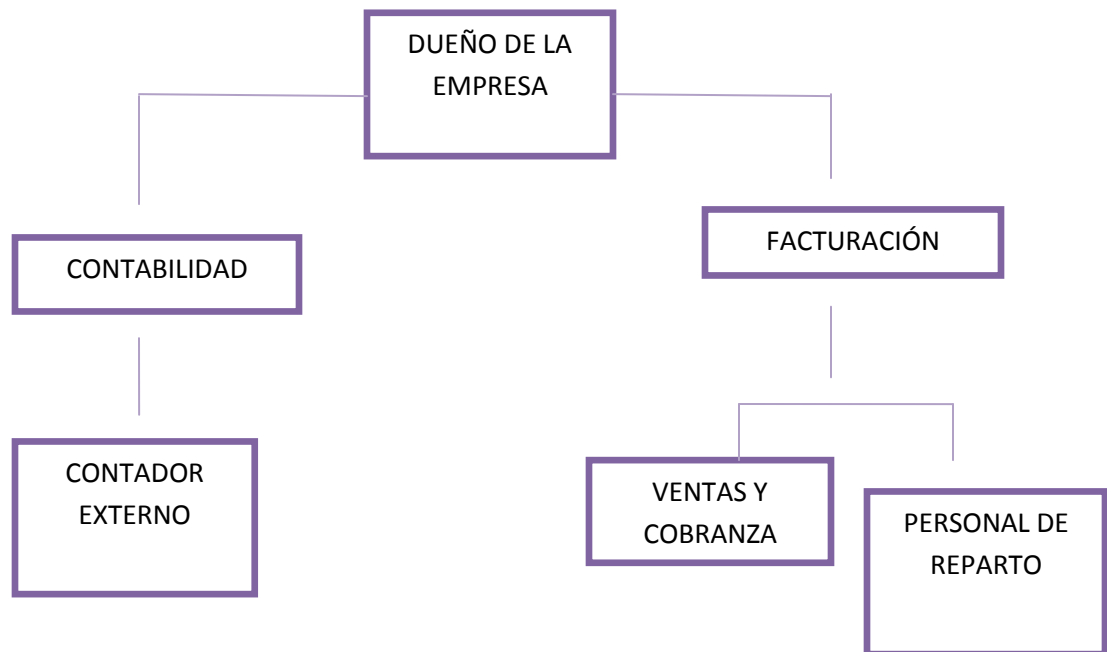 DUEÑO DE LA
EMPRESA
FACTURACIÓN
CONTABILIDAD
CONTADOR
EXTERNO
VENTAS Y
COBRANZA
PERSONAL DE
REPARTO